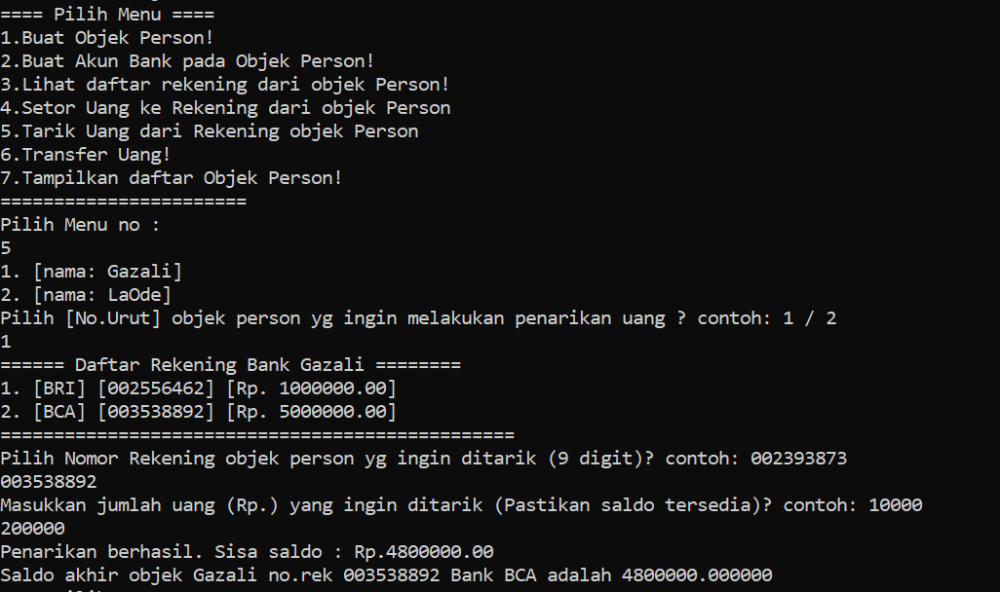 ==== Pilih Menu ====
1.Buat Objek Person!
2.Buat Akun Bank pada Objek Person!
3.Lihat daftar rekening dari objek Person!
4.Setor Uang ke Rekening dari objek Person
5.Tarik Uang dari Rekening objek Person
6.Transfer Uang!
7.Tampilkan daftar Objek Person!
=======================
Pilih Menu no :
5
1. [nama: Gazali]
2. [nama: LaOde]
Pilih [No.Urut] objek person yg ingin melakukan penarikan uang ? contoh: 1 / 2
1
====== Daftar Rekening Bank Gazali ========
1. [BRI] [002556462] [Rp. 1000000.00]
2. [BCA] [003538892] [Rp. 5000000.00]
================================================
Pilih Nomor Rekening objek person yg ingin ditarik (9 digit)? contoh: 002393873
003538892
Masukkan jumlah uang (Rp.) yang ingin ditarik (Pastikan saldo tersedia)? contoh: 10000
200000
Penarikan berhasil. Sisa saldo : Rp.4800000.00
Saldo akhir objek Gazali no.rek 003538892 Bank BCA adalah 4800000.000000